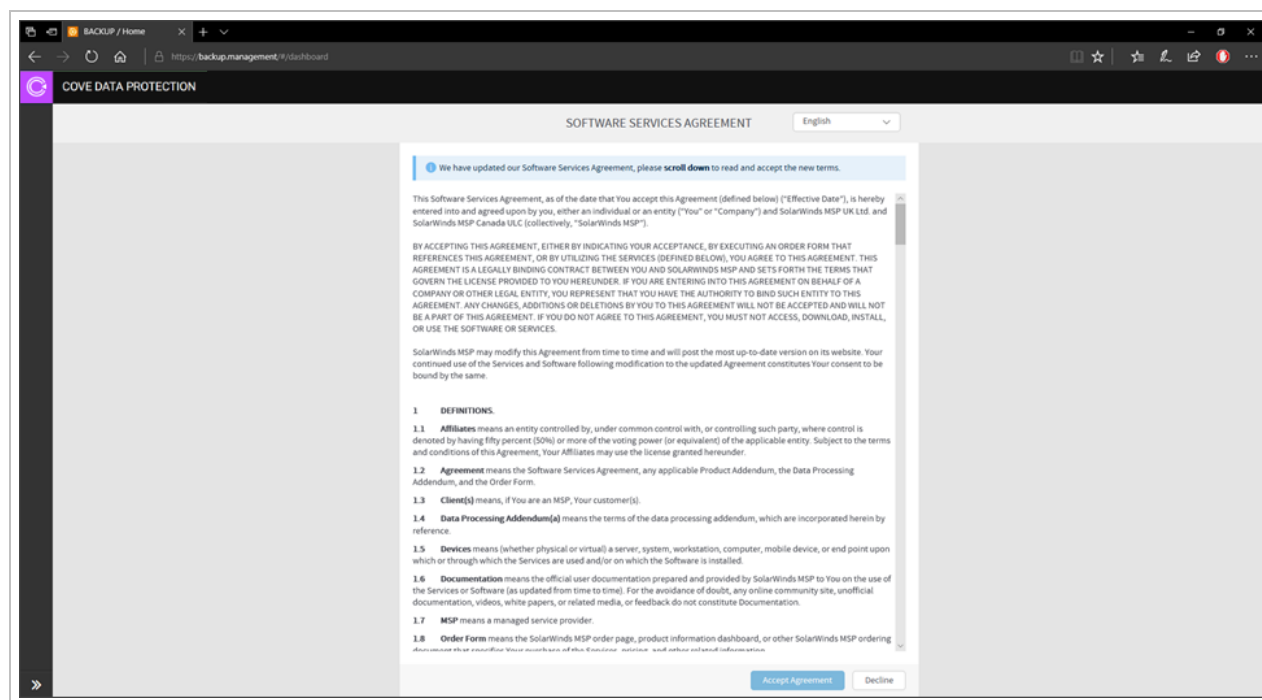 BACKUP / Home
https://backup.management/#/dashboard
COVE DATA PROTECTION
SOFTWARE SERVICES AGREEMENT
English
We have updated our Software Services Agreement, please scroll down to read and accept the new terms.
This Software Services Agreement, as of the date that You accept this Agreement (defined below) ("Effective Date"), is hereby
entered into and agreed upon by you, either an individual or an entity ("You" or "Company") and SolarWinds MSP UK Ltd. and
SolarWinds MSP Canada ULC (collectively, "SolarWinds MSP").
BY ACCEPTING THIS AGREEMENT, EITHER BY INDICATING YOUR ACCEPTANCE, BY EXECUTING AN ORDER FORM THAT
REFERENCES THIS AGREEMENT, OR BY UTILIZING THE SERVICES (DEFINED BELOW), YOU AGREE TO THIS AGREEMENT. THIS
AGREEMENT IS A LEGALLY BINDING CONTRACT BETWEEN YOU AND SOLARWINDS MSP AND SETS FORTH THE TERMS THAT
GOVERN THE LICENSE PROVIDED TO YOU HEREUNDER. IF YOU ARE ENTERING INTO THIS AGREEMENT ON BEHALF OF A
COMPANY OR OTHER LEGAL ENTITY, YOU REPRESENT THAT YOU HAVE THE AUTHORITY TO BIND SUCH ENTITY TO THIS
AGREEMENT. ANY CHANGES, ADDITIONS OR DELETIONS BY YOU TO THIS AGREEMENT WILL NOT BE ACCEPTED AND WILL NOT
BE A PART OF THIS AGREEMENT. IF YOU DO NOT AGREE TO THIS AGREEMENT, YOU MUST NOT ACCESS, DOWNLOAD, INSTALL,
OR USE THE SOFTWARE OR SERVICES.
SolarWinds MSP may modify this Agreement from time to time and will post the most up-to-date version on its website. Your
continued use of the Services and Software following modification to the updated Agreement constitutes Your consent to be
bound by the same.
1 DEFINITIONS.
1.1 Affiliates means an entity controlled by, under common control with, or controlling such party, where control is
denoted by having fifty percent (50%) or more of the voting power (or equivalent) of the applicable entity. Subject to the terms
and conditions of this Agreement, Your Affiliates may use the license granted hereunder.
1.2 Agreement means the Software Services Agreement, any applicable Product Addendum, the Data Processing
Addendum, and the Order Form.
1.3 Client(s) means, if You are an MSP, Your customer(s).
1.4 Data Processing Addendum(a) means the terms of the data processing addendum, which are incorporated herein by
reference.
1.5 Devices means (whether physical or virtual) a server, system, workstation, computer, mobile device, or end point upon
which or through which the Services are used and/or on which the Software is installed.
1.6 Documentation means the official user documentation prepared and provided by SolarWinds MSP to You on the use of
the Services or Software (as updated from time to time). For the avoidance of doubt, any online community site, unofficial
documentation, videos, white papers, or related media, or feedback do not constitute Documentation.
1.7 MSP means a managed service provider.
1.8 Order Form means the SolarWinds MSP order page, product information dashboard, or other SolarWinds MSP ordering
document that specifies Your purchase of the Services, pricing, and other related information.
Accept Agreement
Decline